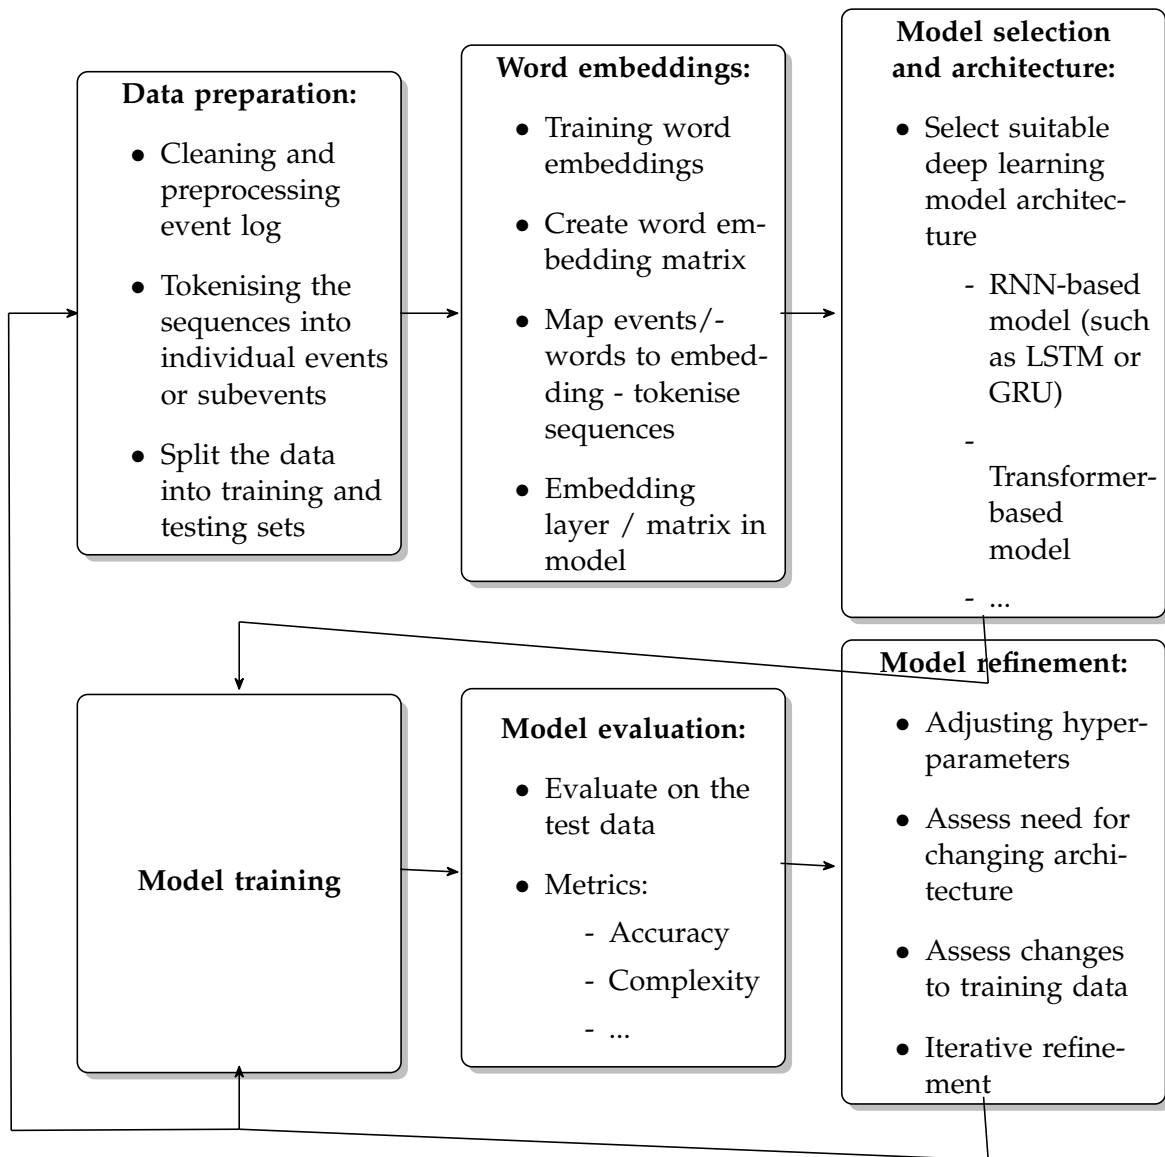 Data preparation:
• Cleaning and
preprocessing
event log
• Tokenising the
sequences into
individual events
or subevents
• Split the data
into training and
testing sets
Word embeddings:
• Training word
embeddings
• Create word em-
bedding matrix
• Map events/-
words to embed-
ding - tokenise
sequences
• Embedding
layer / matrix in
model
Model selection
and architecture:
• Select suitable
deep learning
model architec-
ture
- RNN-based
model (such
as LSTM or
GRU)
-
Transformer-
based
model
- ...
Model training
Model evaluation:
• Evaluate on the
test data
• Metrics:
- Accuracy
- Complexity
- ...
Model refinement:
• Adjusting hyper-
parameters
• Assess need for
changing archi-
tecture
• Assess changes
to training data
• Iterative refine-
ment